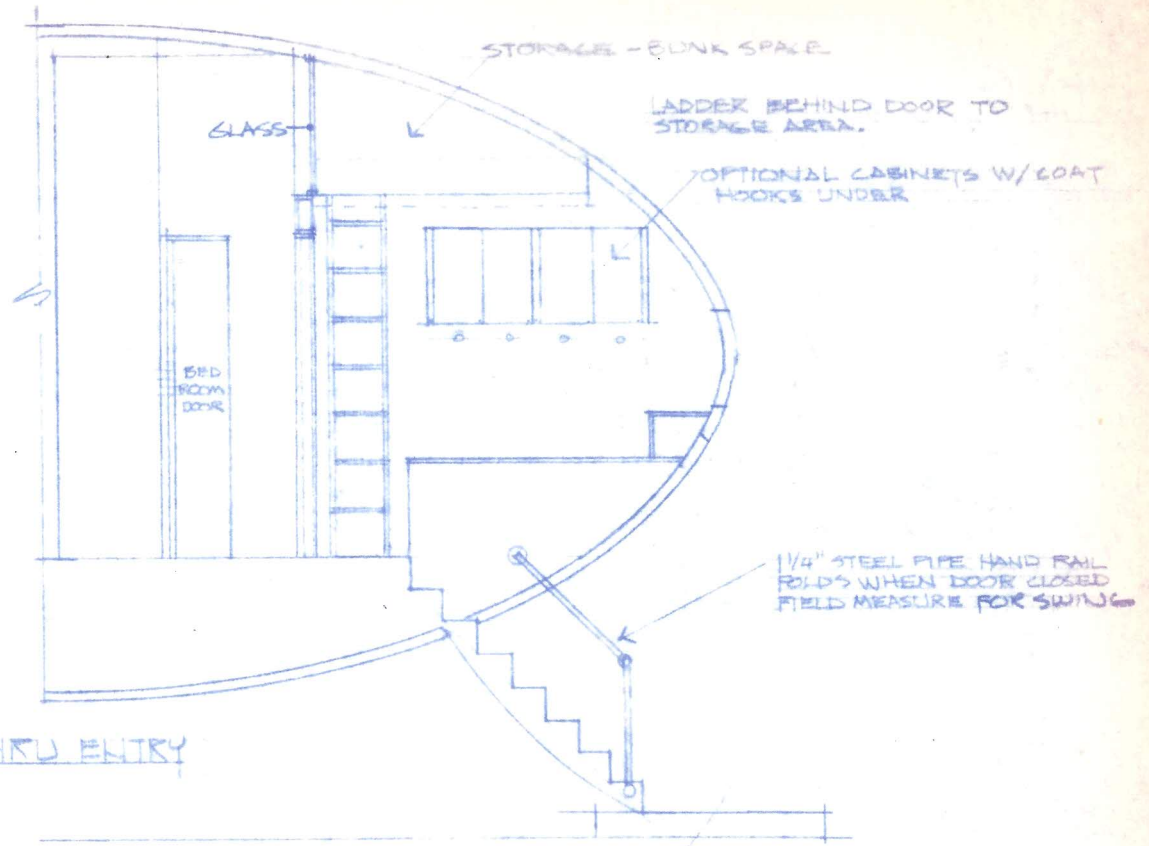 STORAGE - BUNK SPACE
LADDER BEHIND DOOR TO
STORAGE AREA.
GLASS
OPTIONAL CABINETS W/ COAT
HOOKS UNDER
BED
ROOM
DOOR
1 1/4" STEEL PIPE HAND RAIL
FOLDS WHEN DOOR CLOSED
FIELD MEASURE FOR SWING
HRU ENTRY